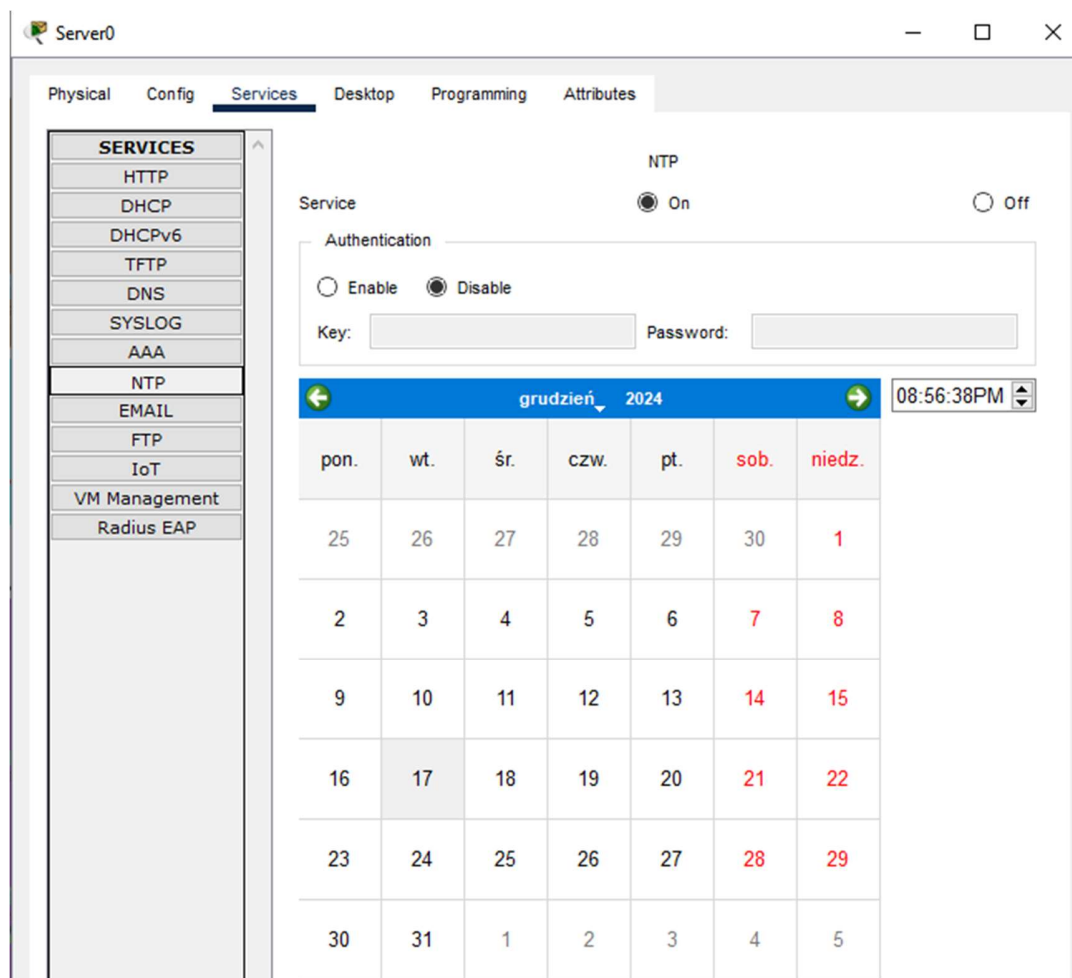 Server0
Physical Config Services Desktop Programming Attributes
SERVICES
HTTP
DHCP
DHCPv6
TFTP
DNS
SYSLOG
AAA
NTP
EMAIL
FTP
IoT
VM Management
Radius EAP
NTP
Service On Off
Authentication
Enable Disable
Key: Password:
grudzień 2024 08:56:38PM
pon. wt. śr. czw. pt. sob. niedz.
25 26 27 28 29 30 1
2 3 4 5 6 7 8
9 10 11 12 13 14 15
16 17 18 19 20 21 22
23 24 25 26 27 28 29
30 31 1 2 3 4 5